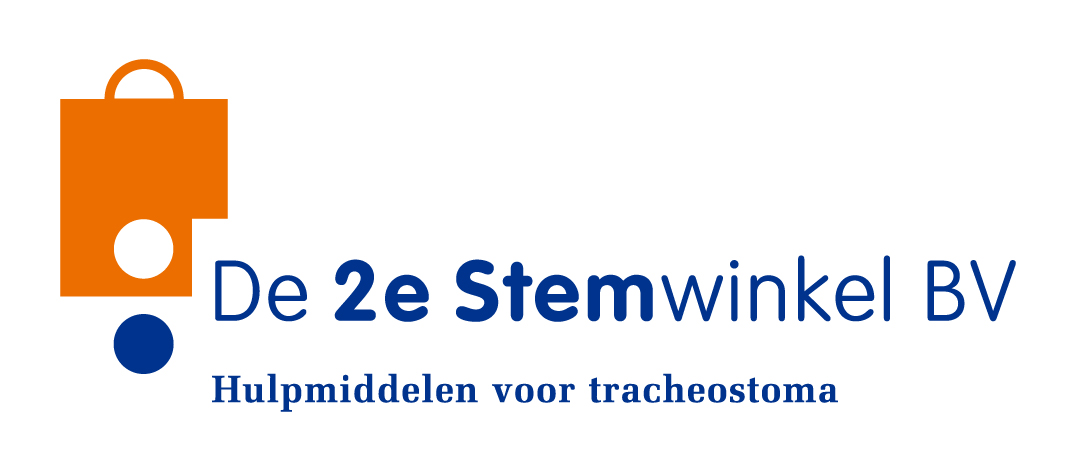 De 2e Stemwinkel BV
Hulpmiddelen voor tracheostoma